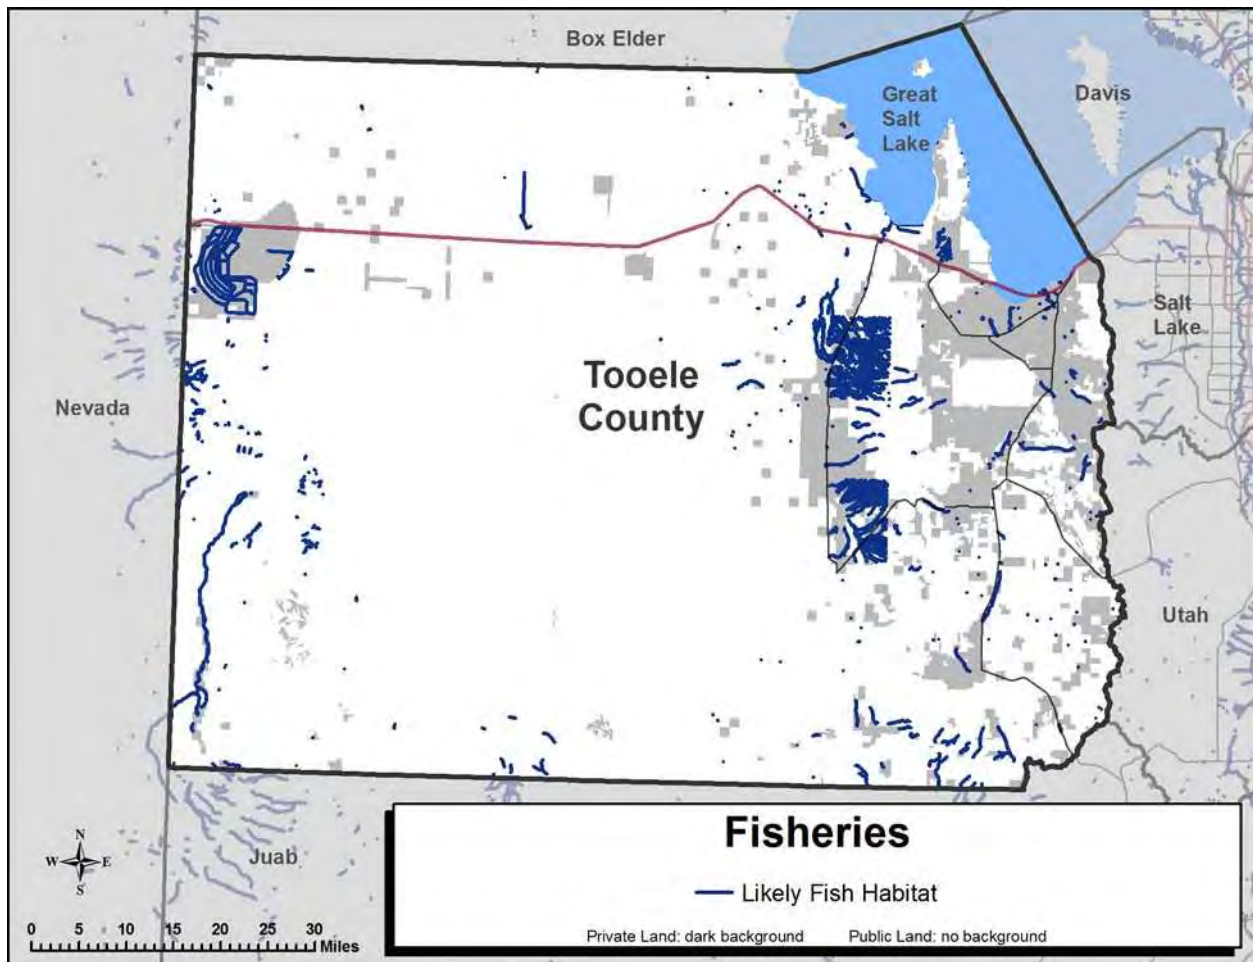 Box Elder
Great
Salt
Lake
Davis
Salt
Lake
Tooele
County
Nevada
Utah
Juab
N
W E
S
0 5 10 15 20 25 30
Miles
Fisheries
Likely Fish Habitat
Private Land: dark background Public Land: no background